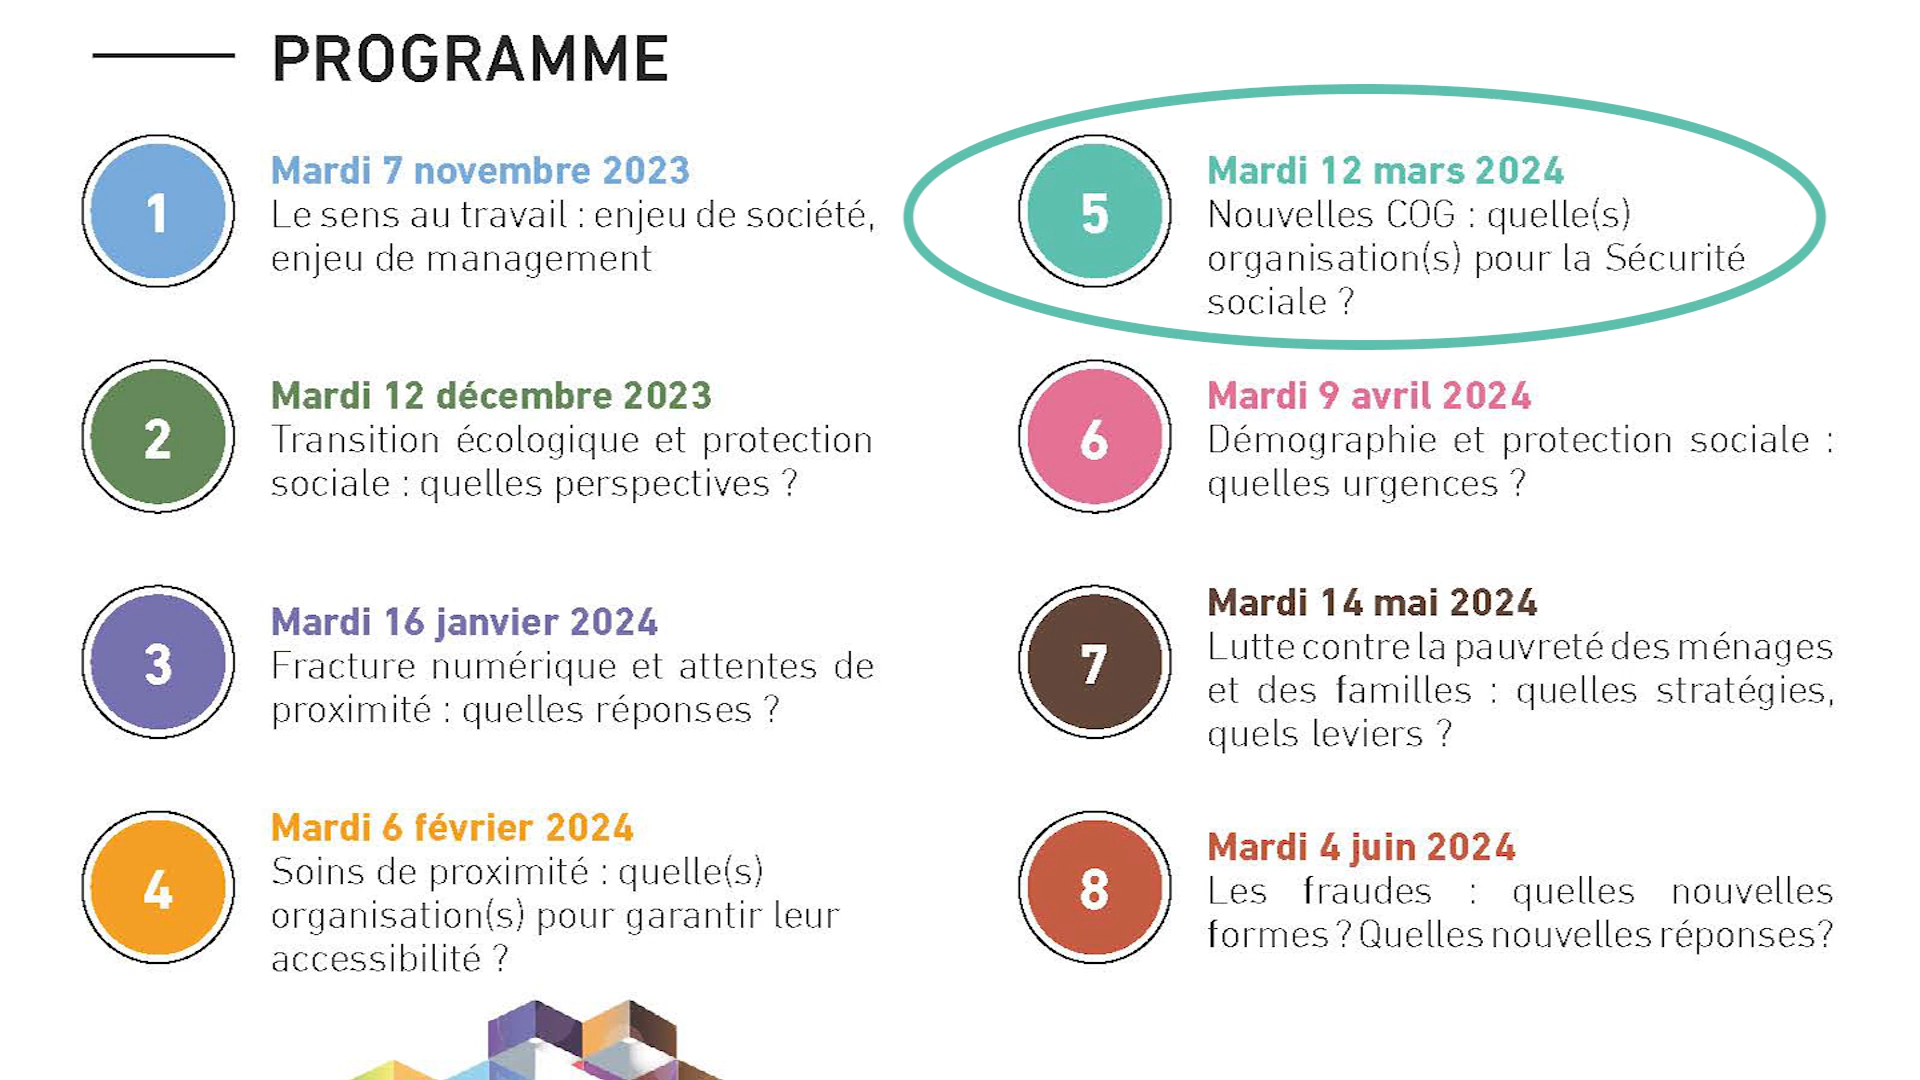 PROGRAMME
1
Mardi 7 novembre 2023
Le sens au travail : enjeu de société,
enjeu de management
2
Mardi 12 décembre 2023
Transition écologique et protection
sociale : quelles perspectives ?
3
Mardi 16 janvier 2024
Fracture numérique et attentes de
proximité : quelles réponses ?
4
Mardi 6 février 2024
Soins de proximité : quelle(s)
organisation(s) pour garantir leur
accessibilité ?
5
Mardi 12 mars 2024
Nouvelles COG : quelle(s)
organisation(s) pour la Sécurité
sociale ?
6
Mardi 9 avril 2024
Démographie et protection sociale :
quelles urgences ?
7
Mardi 14 mai 2024
Lutte contre la pauvreté des ménages
et des familles : quelles stratégies,
quels leviers ?
8
Mardi 4 juin 2024
Les fraudes : quelles nouvelles
formes ? Quelles nouvelles réponses?